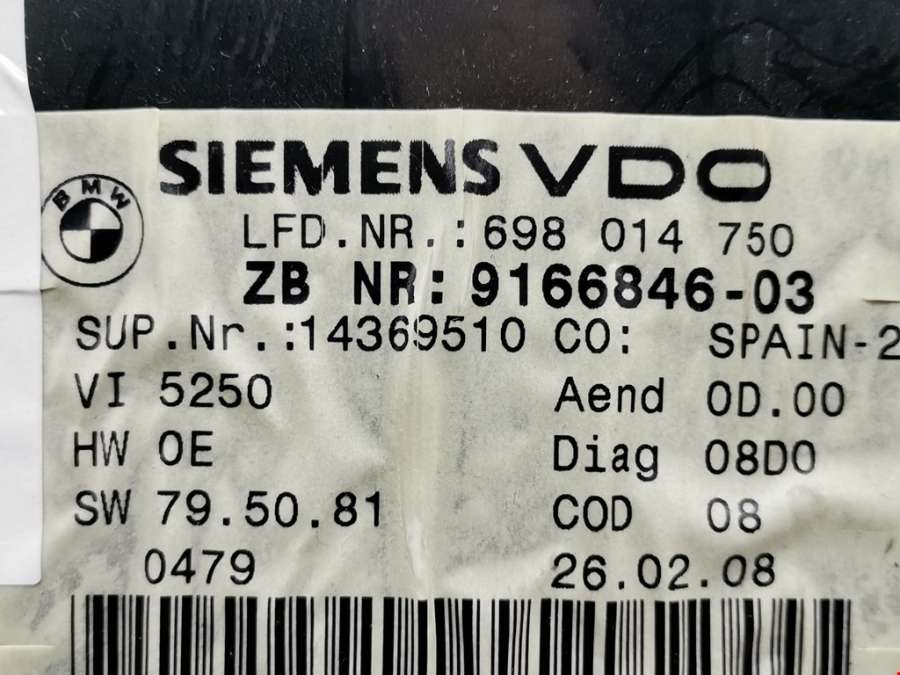 SIEMENS VDO
BMW
LFD.NR.:698 014 750
ZB NR:9166846-03
SUP.Nr.:14369510 CO: SPAIN-2
VI 5250 Aend 0D.00
HW 0E Diag 08D0
SW 79.50.81 COD 08
0479 26.02.08